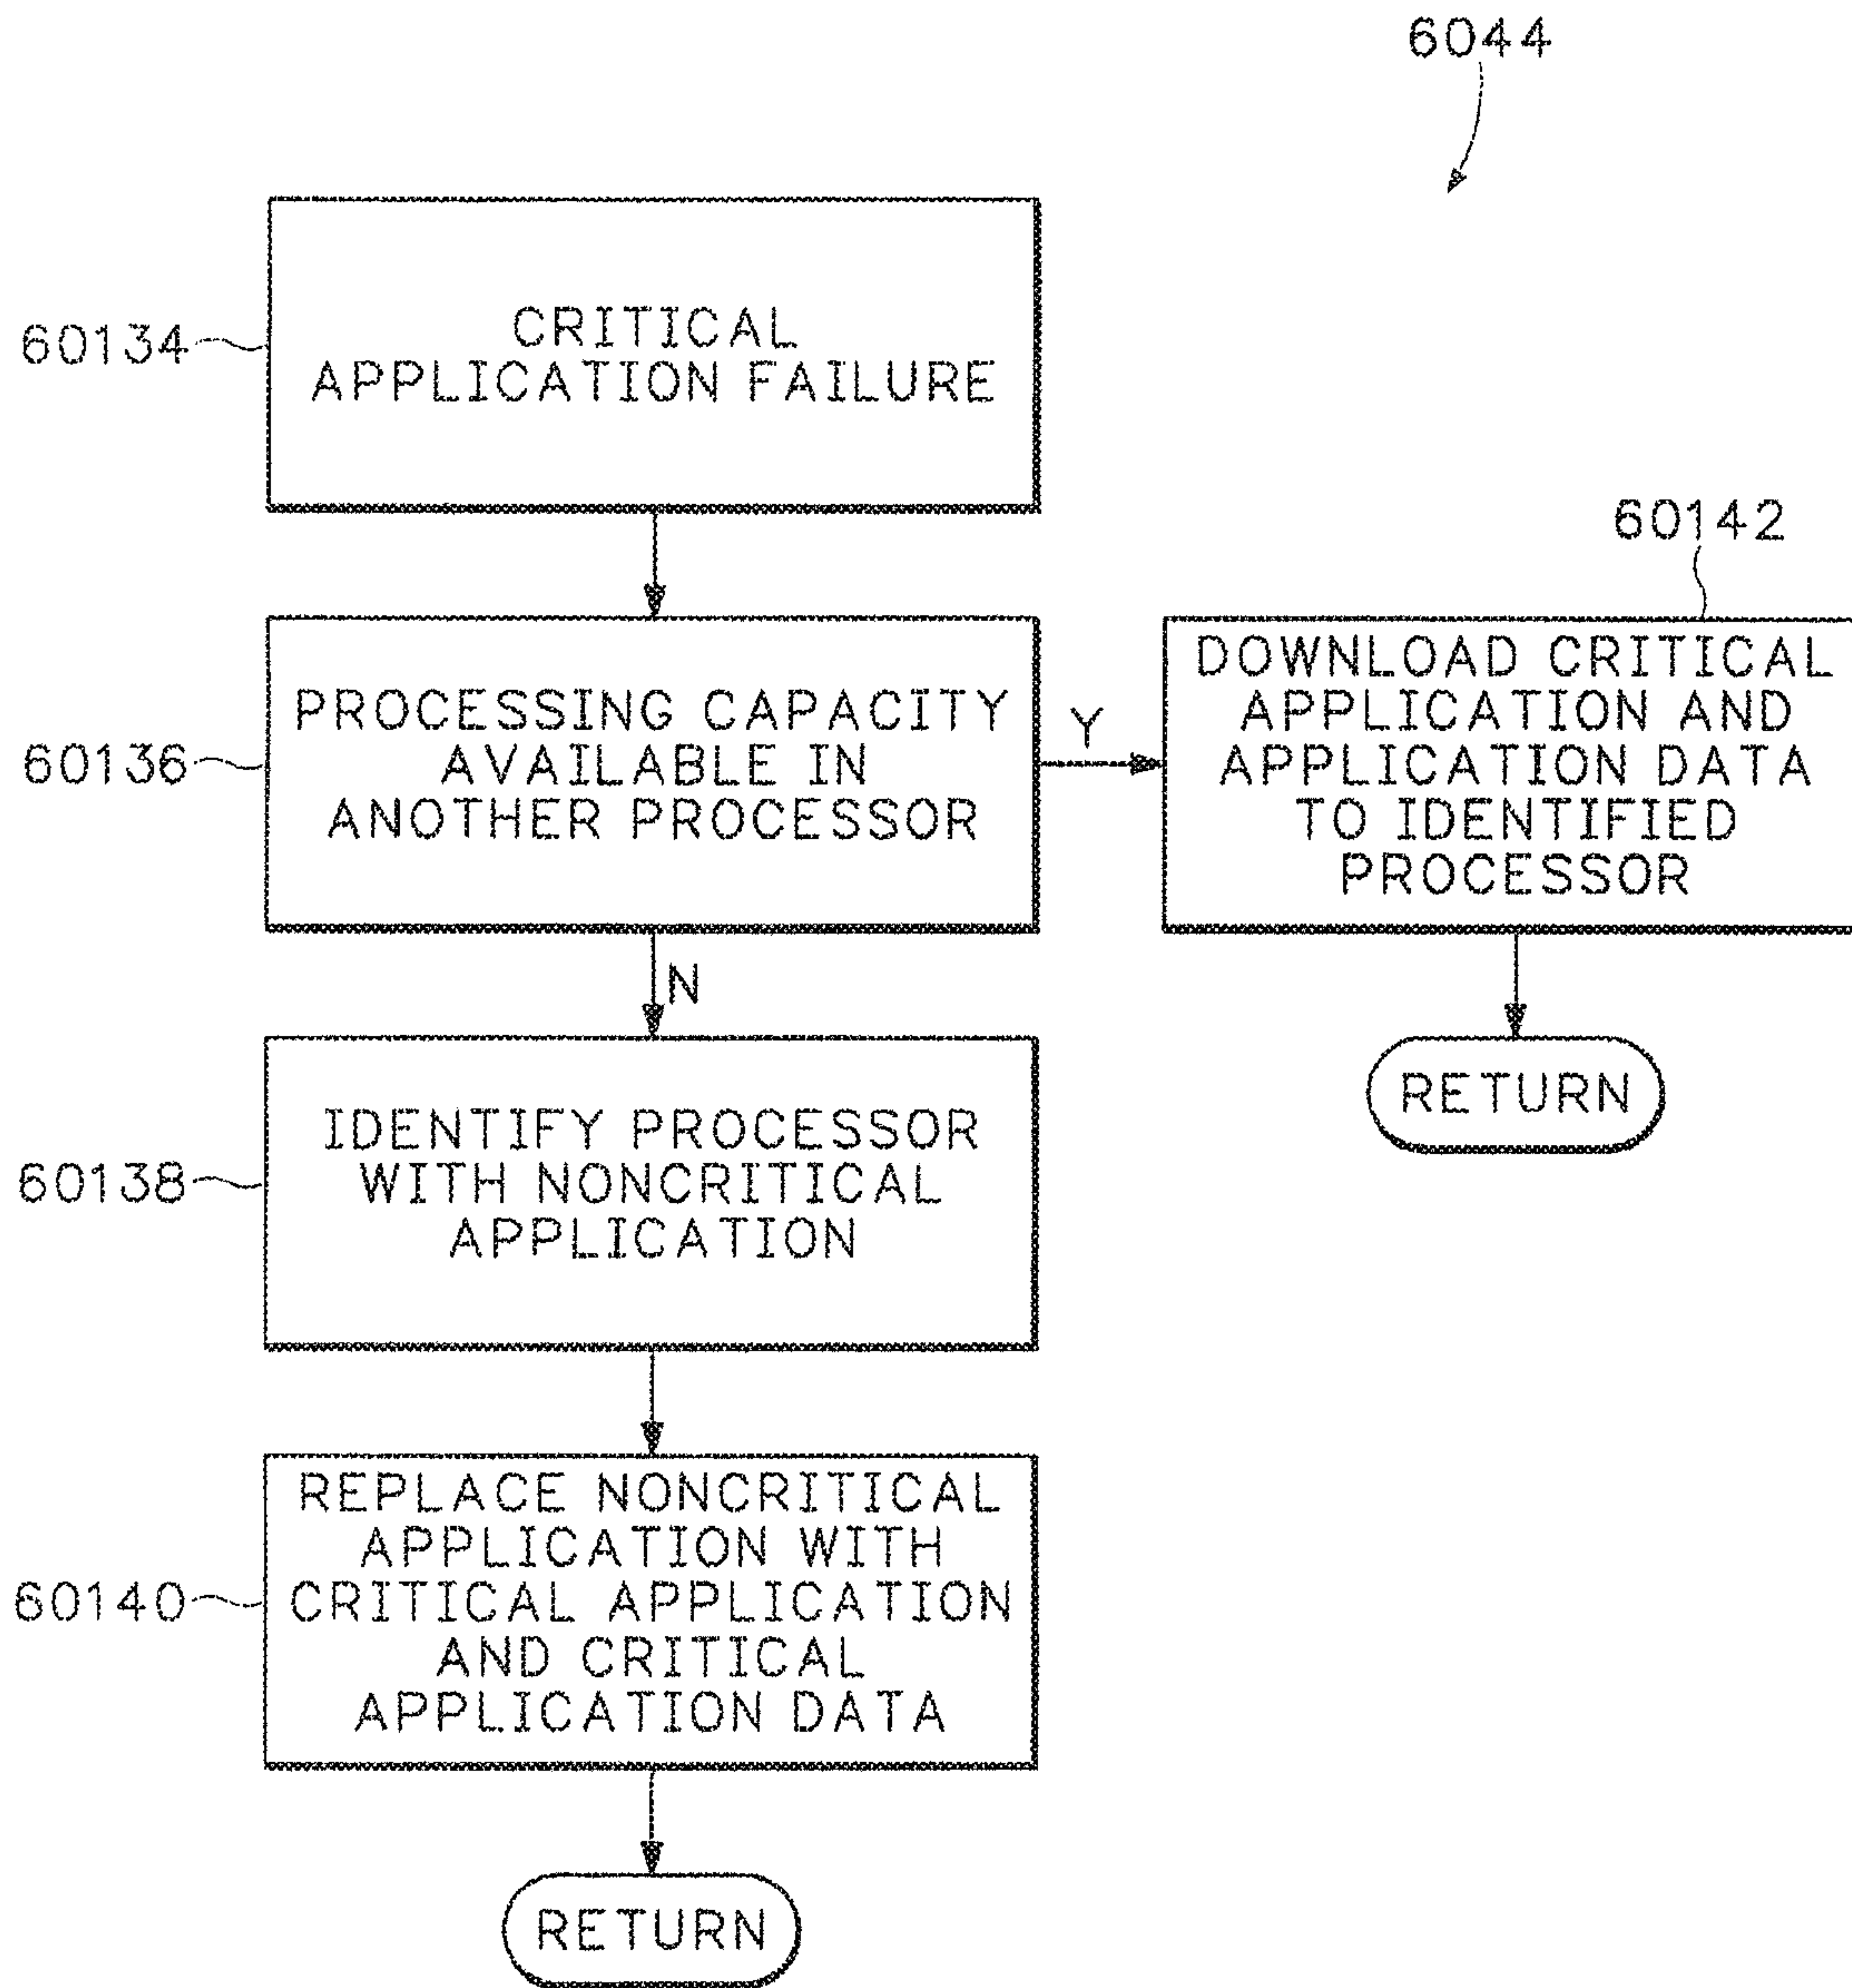 6044
60134
CRITICAL
APPLICATION FAILURE
60142
60136
PROCESSING CAPACITY
AVAILABLE IN
ANOTHER PROCESSOR
Y
DOWNLOAD CRITICAL
APPLICATION AND
APPLICATION DATA
TO IDENTIFIED
PROCESSOR
N
RETURN
60138
IDENTIFY PROCESSOR
WITH NONCRITICAL
APPLICATION
60140
REPLACE NONCRITICAL
APPLICATION WITH
CRITICAL APPLICATION
AND CRITICAL
APPLICATION DATA
RETURN